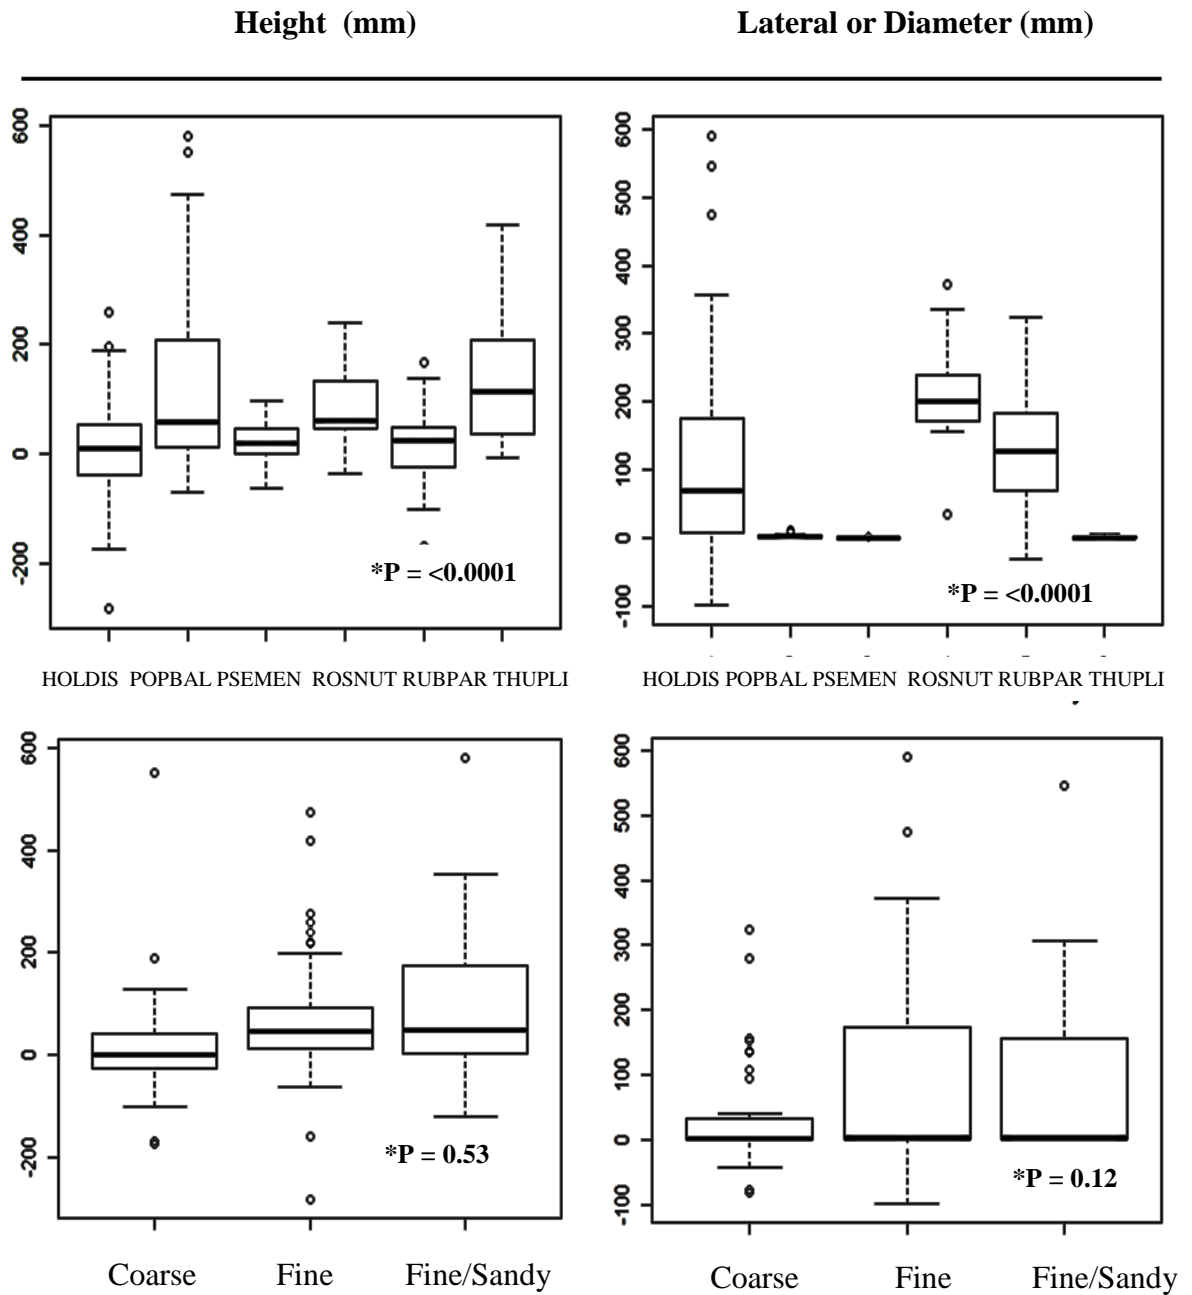 Height (mm) Lateral or Diameter (mm)
600
400
200
0
-200
*P = <0.0001
HOLDIS POPBAL PSEMEN ROSNUT RUBPAR THUPLI
600
500
400
300
200
100
0
-100
*P = <0.0001
HOLDIS POPBAL PSEMEN ROSNUT RUBPAR THUPLI
600
400
200
0
-200
*P = 0.53
Coarse Fine Fine/Sandy
600
500
400
300
200
100
0
-100
*P = 0.12
Coarse Fine Fine/Sandy